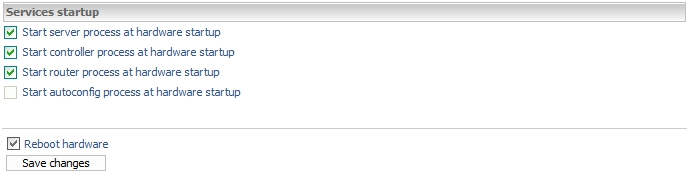 Services startup
Start server process at hardware startup
Start controller process at hardware startup
Start router process at hardware startup
Start autoconfig process at hardware startup
Reboot hardware
Save changes